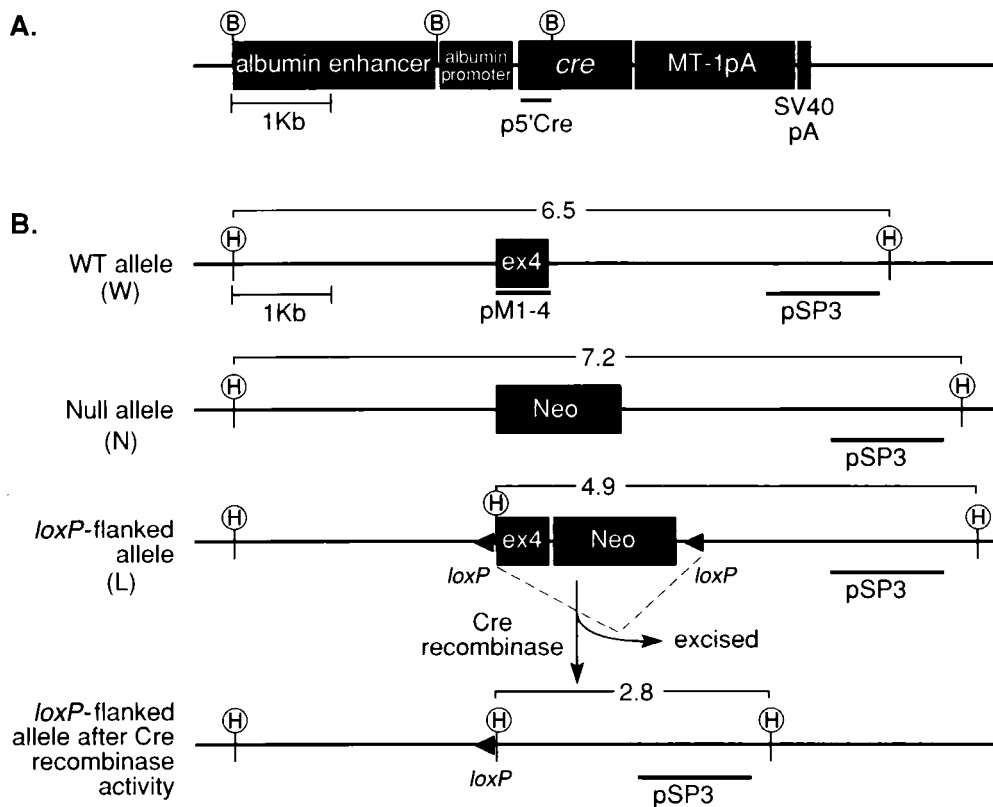 A.
B B B
albumin enhancer albumin promoter cre MT-1pA
1Kb p5'Cre SV40 pA
B.
6.5
H H
WT allele (W) ex4
1Kb pM1-4 pSP3
7.2
H H
Null allele (N) Neo
pSP3
4.9
H H H
loxP-flanked allele (L) ex4 Neo
loxP loxP pSP3
Cre recombinase excised
2.8
H H H
loxP-flanked allele after Cre recombinase activity
loxP pSP3